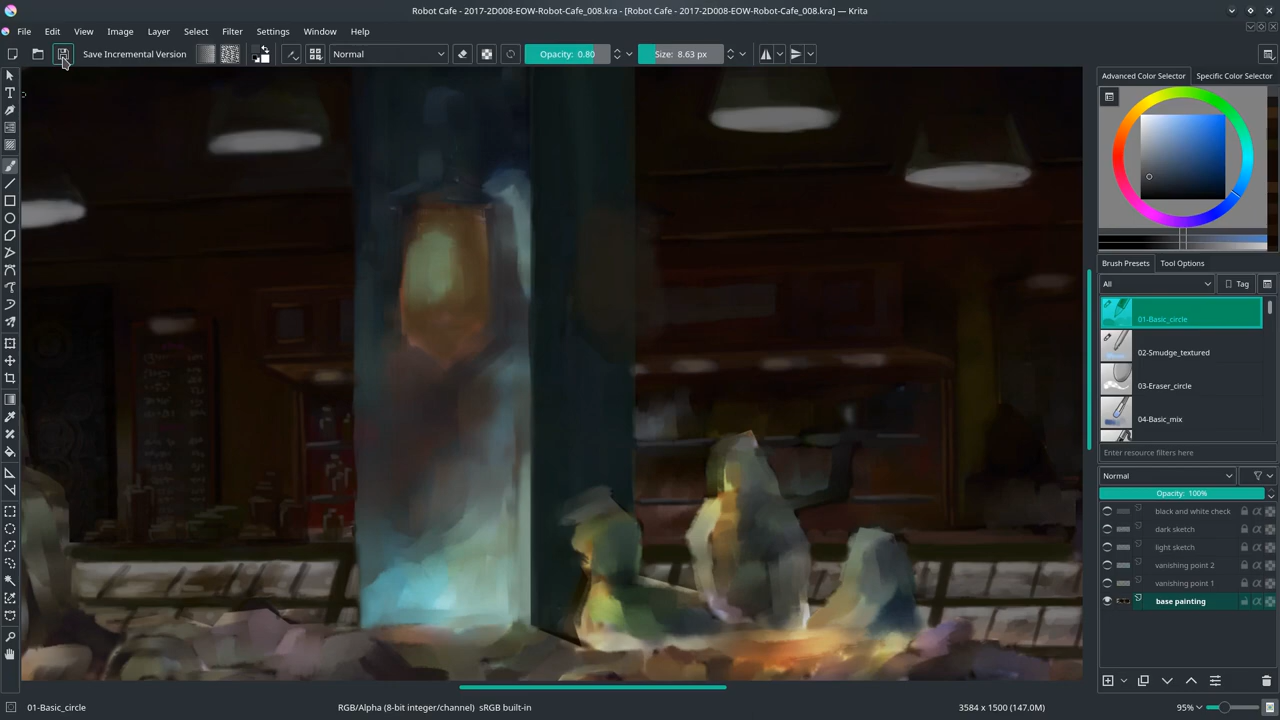 Robot Cafe - 2017-2D008-EOW-Robot-Cafe_008.kra - [Robot Cafe - 2017-2D008-EOW-Robot-Cafe_008.kra] — Krita
File Edit View Image Layer Select Filter Settings Window Help
Save Incremental Version Normal Opacity: 0.80 Size: 8.63 px
Advanced Color Selector Specific Color Selector
Brush Presets Tool Options
All Tag
01-Basic_circle
02-Smudge_textured
03-Eraser_circle
04-Basic_mix
Enter resource filters here
Normal
Opacity: 100%
black and white check
dark sketch
light sketch
vanishing point 2
vanishing point 1
base painting
01-Basic_circle RGB/Alpha (8-bit integer/channel) sRGB built-in 3584 x 1500 (147.0M) 95%